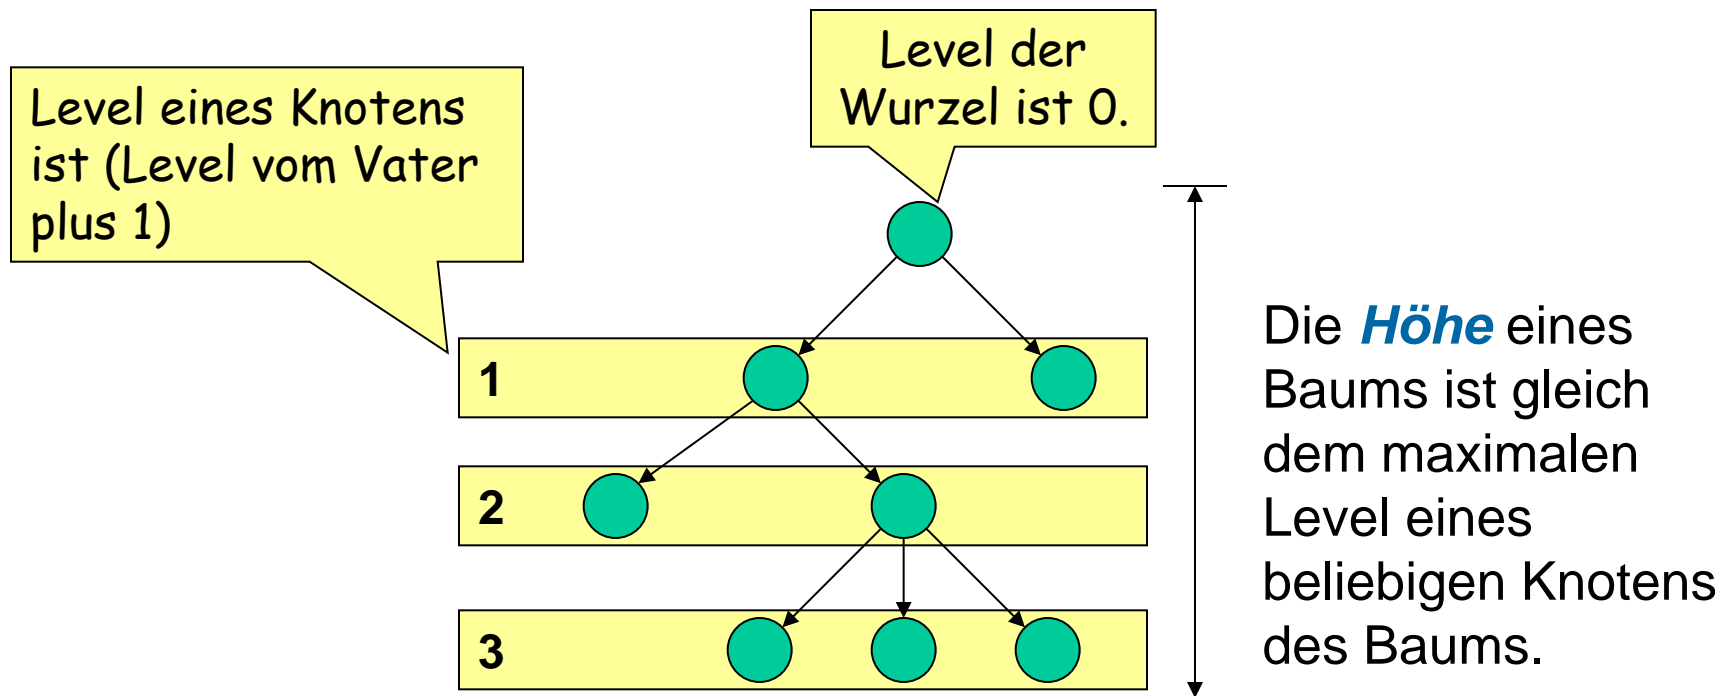 Level der
Wurzel ist 0.
Level eines Knotens
ist (Level vom Vater
plus 1)
1
2
3
Die Höhe eines
Baums ist gleich
dem maximalen
Level eines
beliebigen Knotens
des Baums.